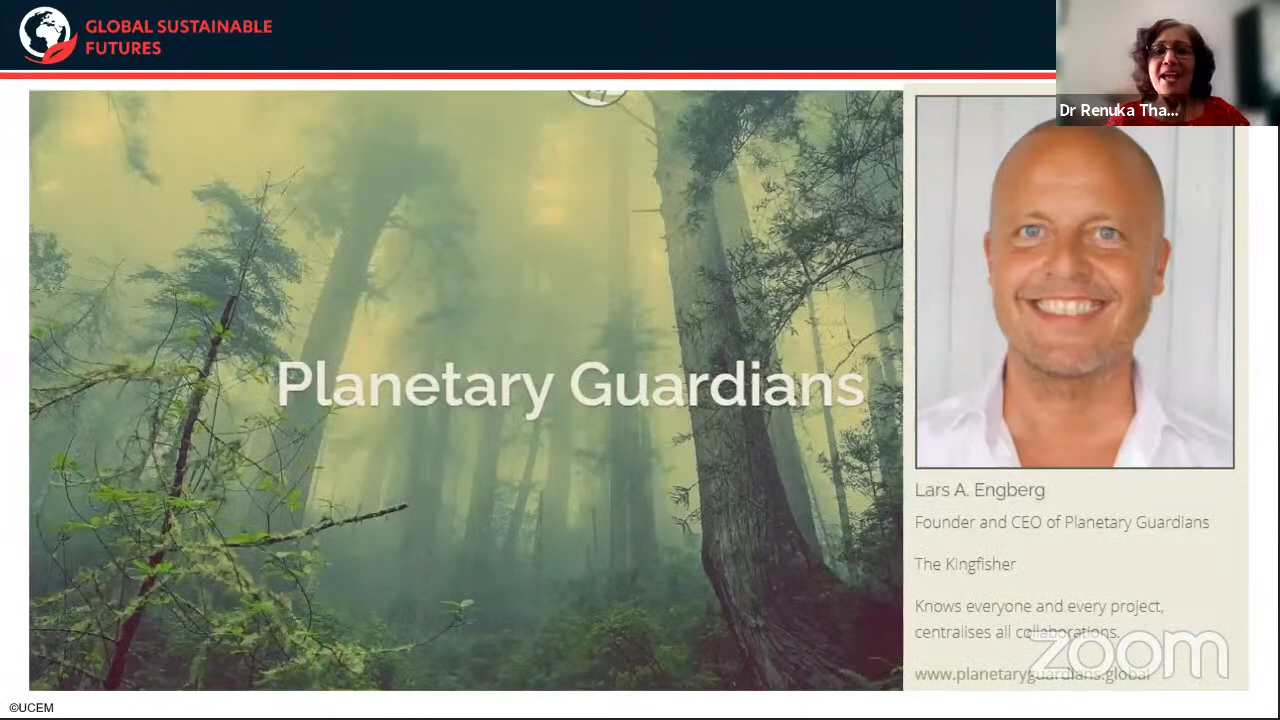 GLOBAL SUSTAINABLE
FUTURES
Dr Renuka Tha...
Planetary Guardians
Lars A. Engberg
Founder and CEO of Planetary Guardians
The Kingfisher
Knows everyone and every project,
centralises all collaborations.
zoom
www.planetaryguardians.global
©UCEM